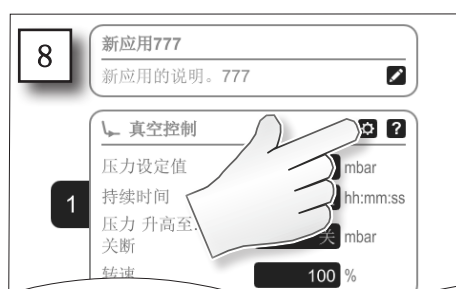 8
新应用777
新应用的说明。777
真空控制
?
压力设定值
mbar
1
持续时间
hh:mm:ss
压力 升高至
关断
关 mbar
转速
100 %